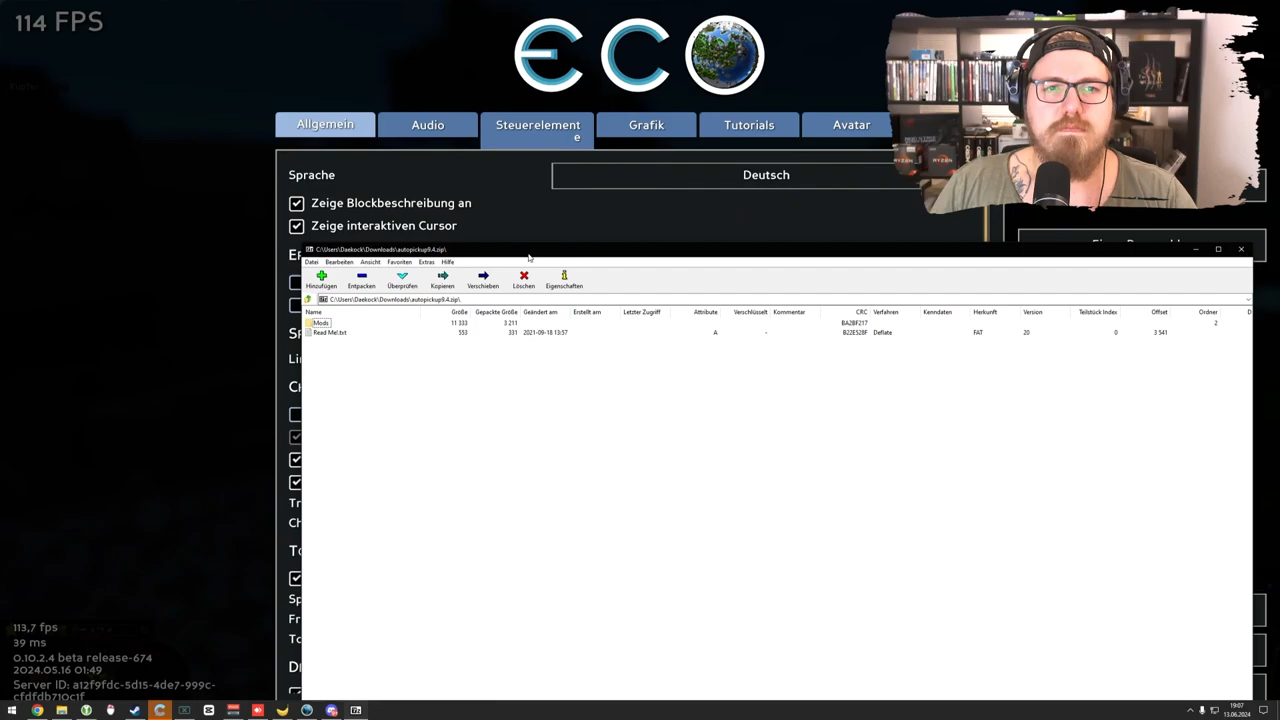 114 FPS
ECO
Allgemein
Audio
Steuerelement
e
Grafik
Tutorials
Avatar
Sprache
Deutsch
Zeige Blockbeschreibung an
Zeige interaktiven Cursor
C:\Users\Daekock\Downloads\autopickup9.4.zip\
Datei Bearbeiten Ansicht Favoriten Extras Hilfe
Hinzufügen Entpacken Überprüfen Kopieren Verschieben Löschen Eigenschaften
C:\Users\Daekock\Downloads\autopickup9.4.zip\
Name Größe Gepackte Größe Geändert am Erstellt am Letzter Zugriff Attribute Verschlüsselt Kommentar CRC Verfahren Kenndaten Herkunft Version Teilstück Index Offset Ordner D
Mods 11 333 3 211 BA2BF217 2
Read Me!.txt 553 331 2021-09-18 13:57 A - B22E528F Deflate FAT 20 0 3 541
113,7 fps
39 ms
0.10.2.4 beta release-674
2024.05.16 01:49
Server ID: a12f9fdc-5d15-4de7-999c-
cfdfdb710c1f
19:07
13.06.2024